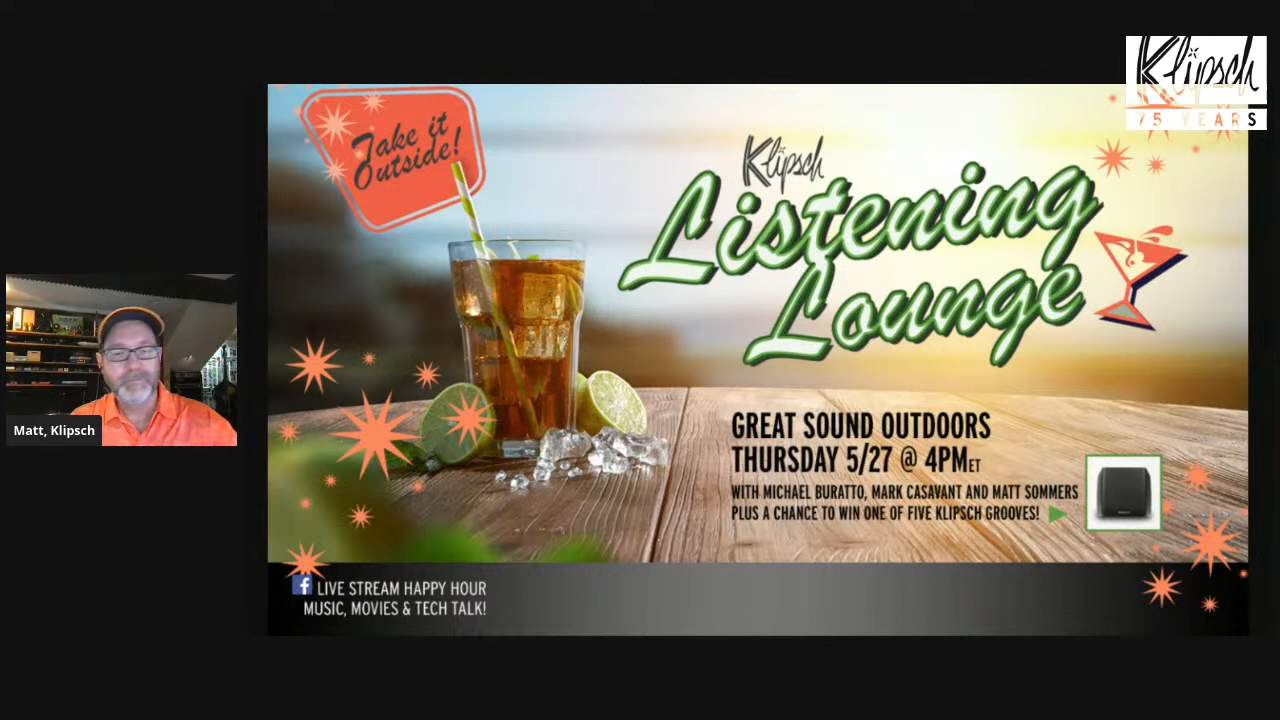 Klipsch
75 YEARS
Take it
Outside!
Klipsch
Listening
Lounge
GREAT SOUND OUTDOORS
THURSDAY 5/27 @ 4PM ET
WITH MICHAEL BURATTO, MARK CASAVANT AND MATT SOMMERS
PLUS A CHANCE TO WIN ONE OF FIVE KLIPSCH GROOVES!
Matt, Klipsch
f LIVE STREAM HAPPY HOUR
MUSIC, MOVIES & TECH TALK!